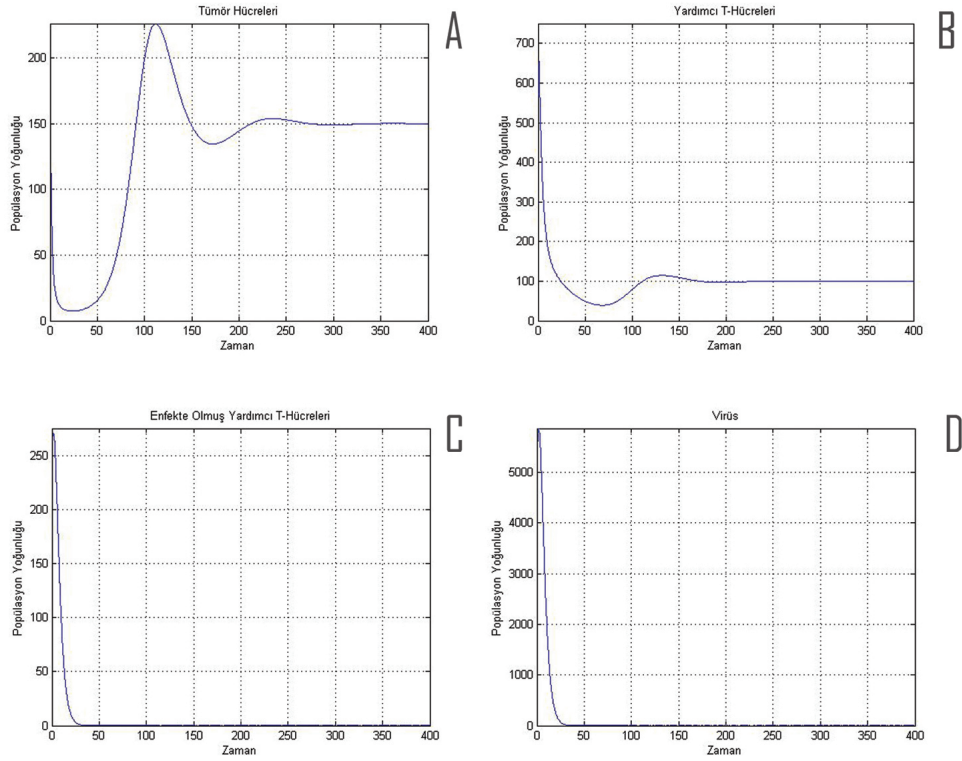 Tümör Hücreleri
A
Popülasyon Yoğunluğu
200
150
100
50
0
0 50 100 150 200 250 300 350 400
Zaman
Yardımcı T-Hücreleri
B
Popülasyon Yoğunluğu
700
600
500
400
300
200
100
0
0 50 100 150 200 250 300 350 400
Zaman
Enfekte Olmuş Yardımcı T-Hücreleri
C
Popülasyon Yoğunluğu
250
200
150
100
50
0
0 50 100 150 200 250 300 350 400
Zaman
Virüs
D
Popülasyon Yoğunluğu
5000
4000
3000
2000
1000
0
0 50 100 150 200 250 300 350 400
Zaman